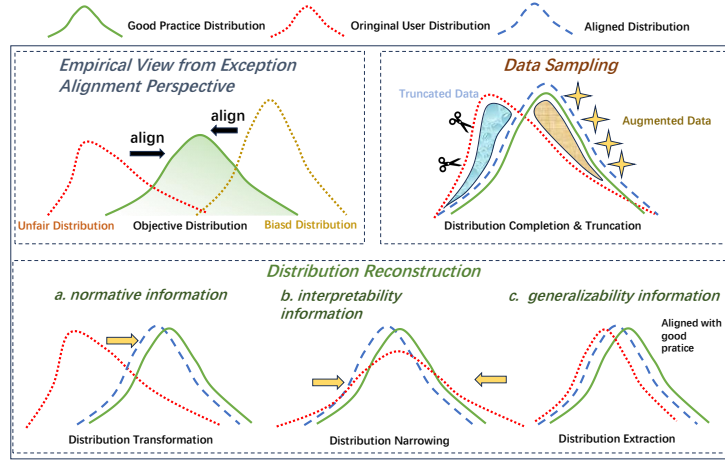 Good Practice Distribution
Oringinal User Distribution
Aligned Distribution
Empirical View from Exception
Alignment Perspective
align
align
Unfair Distribution
Objective Distribution
Biasd Distribution
Data Sampling
Truncated Data
Augmented Data
Distribution Completion & Truncation
Distribution Reconstruction
a. normative information
b. interpretability
information
c. generalizability information
Aligned with
good
pratice
Distribution Transformation
Distribution Narrowing
Distribution Extraction